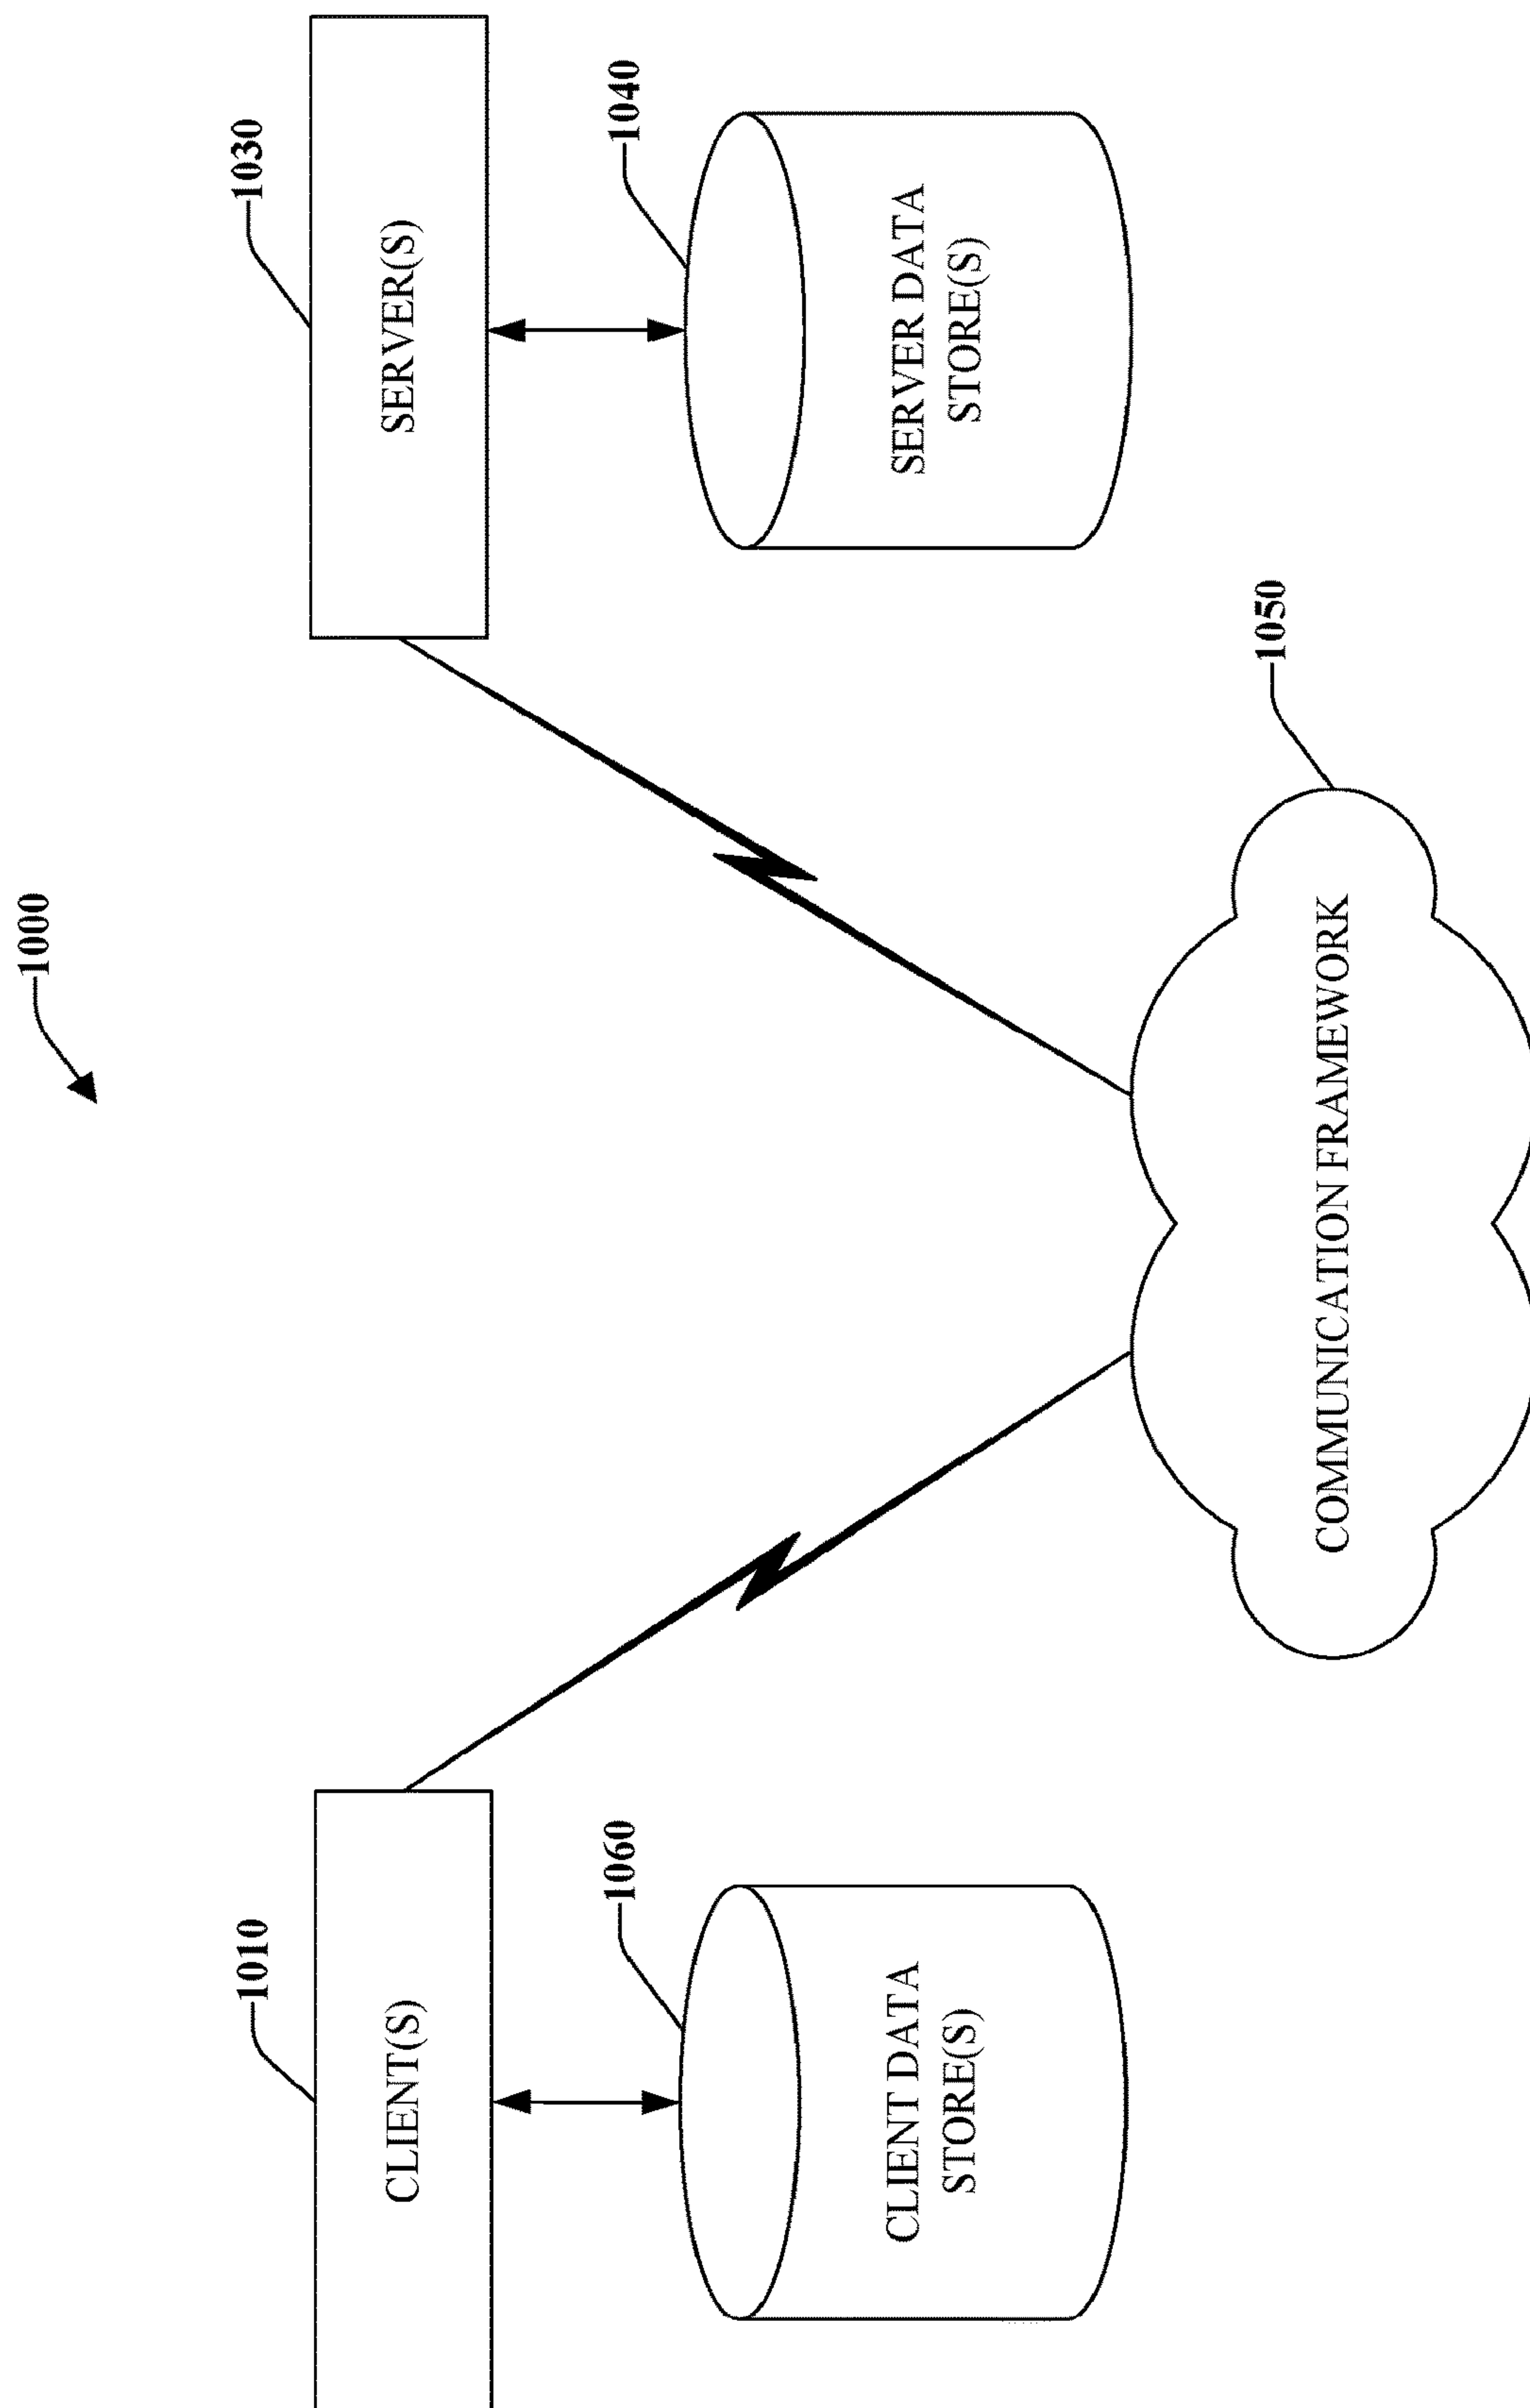 1000
1010
CLIENT(S)
1030
SERVER(S)
1060
CLIENT DATA
STORE(S)
1040
SERVER DATA
STORE(S)
1050
COMMUNICATION FRAMEWORK